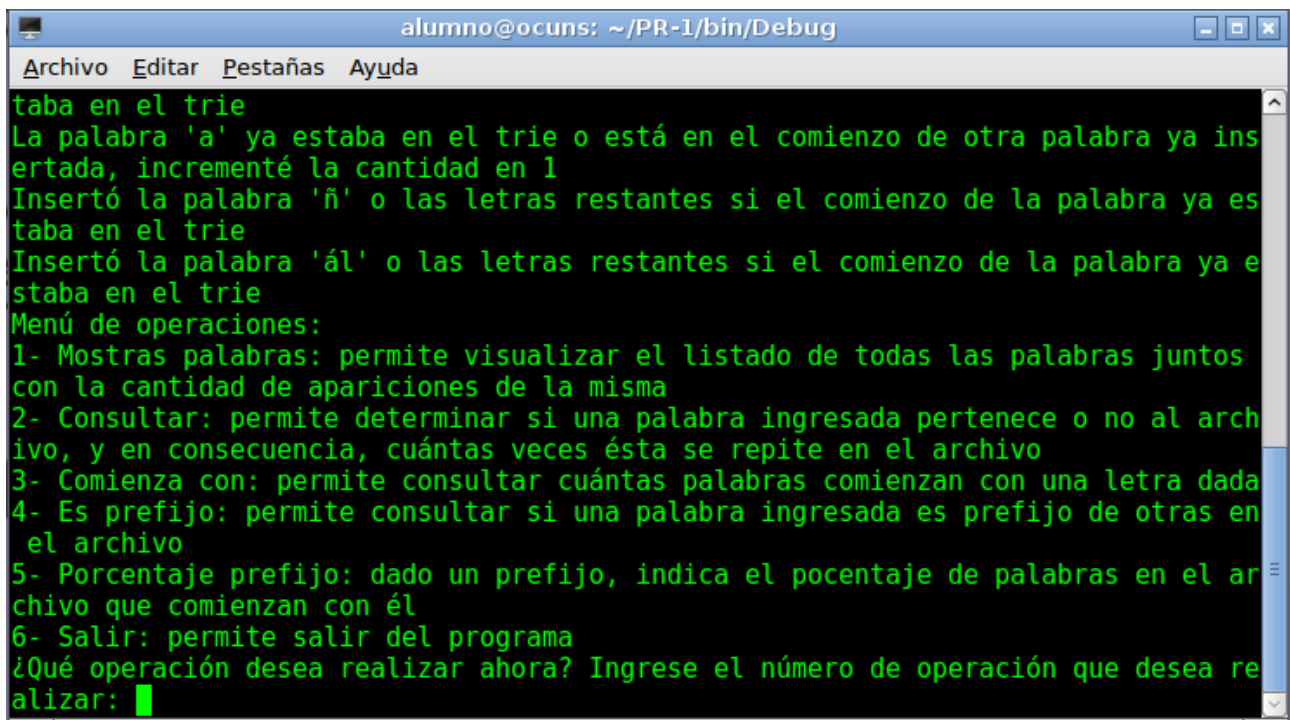 alumno@ocuns: ~/PR-1/bin/Debug
Archivo Editar Pestañas Ayuda
taba en el trie
La palabra 'a' ya estaba en el trie o está en el comienzo de otra palabra ya ins
ertada, incrementé la cantidad en 1
Insertó la palabra 'ñ' o las letras restantes si el comienzo de la palabra ya es
taba en el trie
Insertó la palabra 'ál' o las letras restantes si el comienzo de la palabra ya e
staba en el trie
Menú de operaciones:
1- Mostras palabras: permite visualizar el listado de todas las palabras juntos
con la cantidad de apariciones de la misma
2- Consultar: permite determinar si una palabra ingresada pertenece o no al arch
ivo, y en consecuencia, cuántas veces ésta se repite en el archivo
3- Comienza con: permite consultar cuántas palabras comienzan con una letra dada
4- Es prefijo: permite consultar si una palabra ingresada es prefijo de otras en
 el archivo
5- Porcentaje prefijo: dado un prefijo, indica el pocentaje de palabras en el ar
chivo que comienzan con él
6- Salir: permite salir del programa
¿Qué operación desea realizar ahora? Ingrese el número de operación que desea re
alizar: